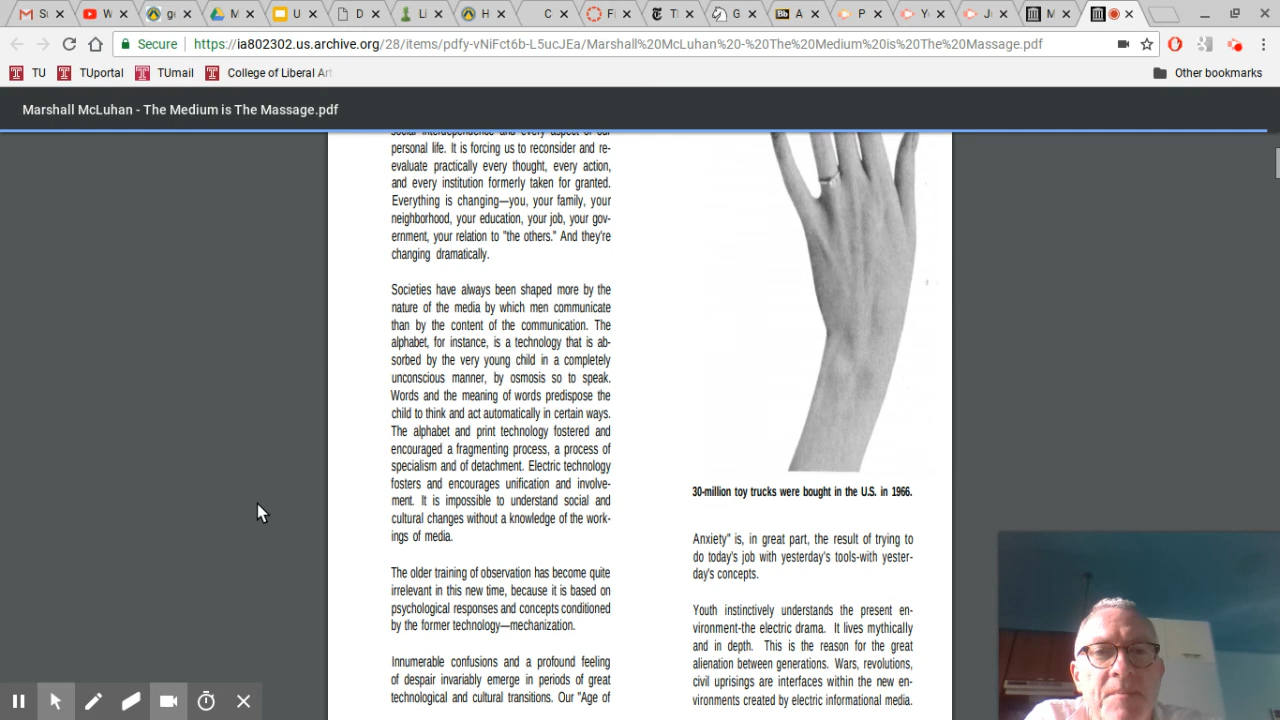 Secure
https://ia802302.us.archive.org/28/items/pdfy-vNiFct6b-L5ucJEa/Marshall%20McLuhan%20-%20The%20Medium%20is%20The%20Massage.pdf
TU
TUportal
TUmail
College of Liberal Art
Other bookmarks
Marshall McLuhan - The Medium is The Massage.pdf
social interdependence and every aspect of our
personal life. It is forcing us to reconsider and re-
evaluate practically every thought, every action,
and every institution formerly taken for granted.
Everything is changing—you, your family, your
neighborhood, your education, your job, your gov-
ernment, your relation to "the others." And they're
changing dramatically.
Societies have always been shaped more by the
nature of the media by which men communicate
than by the content of the communication. The
alphabet, for instance, is a technology that is ab-
sorbed by the very young child in a completely
unconscious manner, by osmosis so to speak.
Words and the meaning of words predispose the
child to think and act automatically in certain ways.
The alphabet and print technology fostered and
encouraged a fragmenting process, a process of
specialism and of detachment. Electric technology
fosters and encourages unification and involve-
ment. It is impossible to understand social and
cultural changes without a knowledge of the work-
ings of media.
The older training of observation has become quite
irrelevant in this new time, because it is based on
psychological responses and concepts conditioned
by the former technology—mechanization.
Innumerable confusions and a profound feeling
of despair invariably emerge in periods of great
technological and cultural transitions. Our "Age of
30-million toy trucks were bought in the U.S. in 1966.
Anxiety" is, in great part, the result of trying to
do today's job with yesterday's tools-with yester-
day's concepts.
Youth instinctively understands the present en-
vironment-the electric drama. It lives mythically
and in depth. This is the reason for the great
alienation between generations. Wars, revolutions,
civil uprisings are interfaces within the new en-
vironments created by electric informational media.